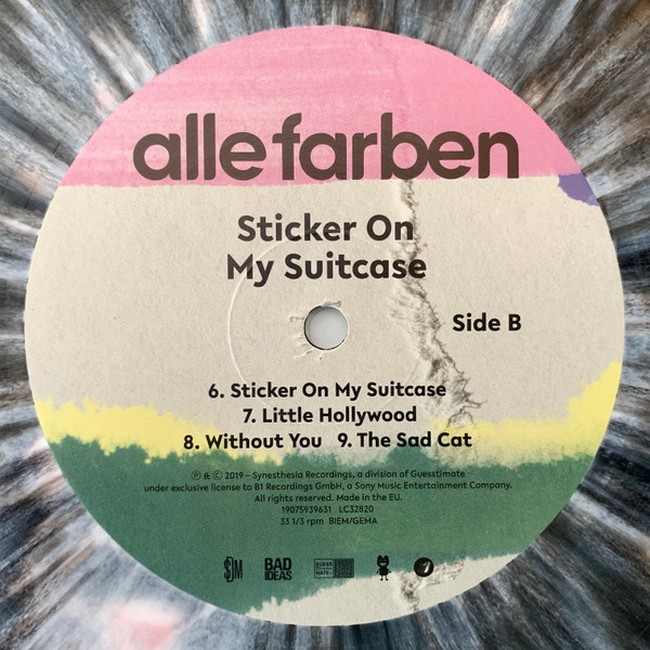 alle farben
Sticker On
My Suitcase
Side B
6. Sticker On My Suitcase
7. Little Hollywood
8. Without You 9. The Sad Cat
Ⓟ & © 2019 – Synesthesia Recordings, a division of Guesstimate
under exclusive license to B1 Recordings GmbH, a Sony Music Entertainment Company.
All rights reserved. Made in the EU.
19075939631 LC32820
33 1/3 rpm BIEM/GEMA
BAD
IDEAS